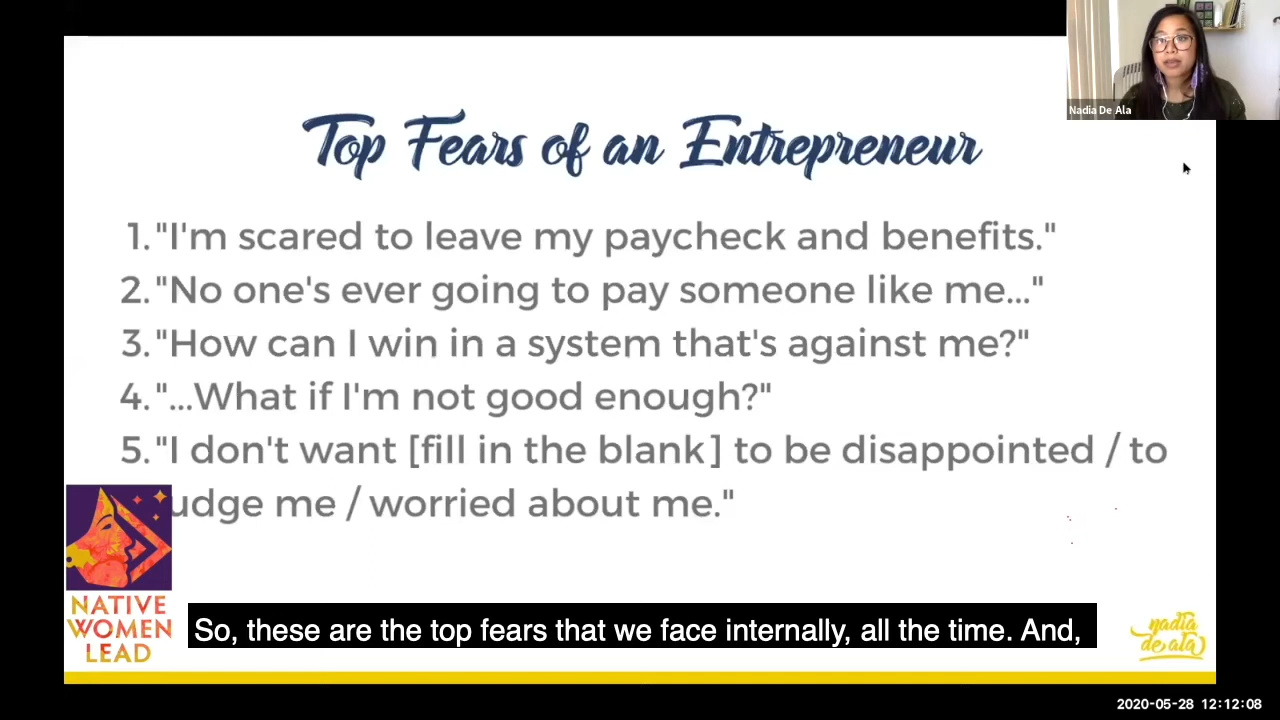 Nadia De Ala
Top Fears of an Entrepreneur
1. "I'm scared to leave my paycheck and benefits."
2. "No one's ever going to pay someone like me..."
3. "How can I win in a system that's against me?"
4. "...What if I'm not good enough?"
5. "I don't want [fill in the blank] to be disappointed / to
udge me / worried about me."
NATIVE
WOMEN
LEAD
So, these are the top fears that we face internally, all the time. And,
nadia
de ala
2020-05-28 12:12:08